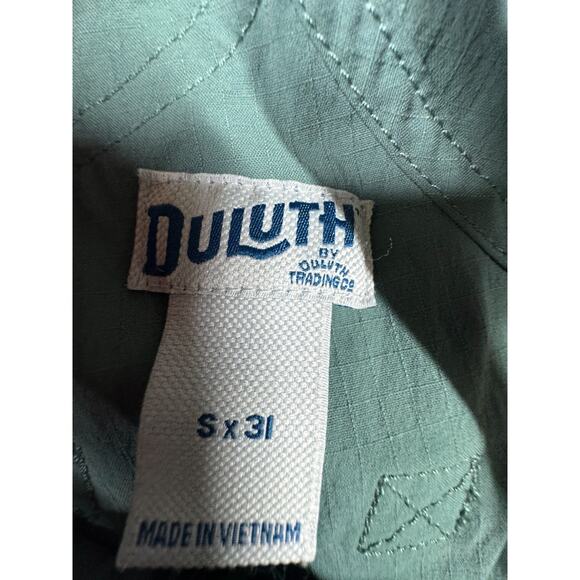 DULUTH
BY
DULUTH
TRADING CO
S x 31
MADE IN VIETNAM